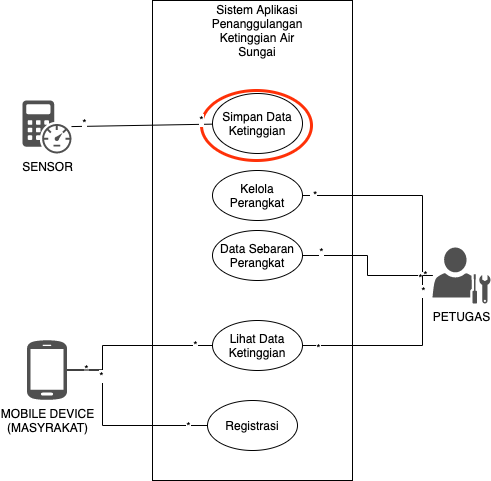 Sistem Aplikasi
Penanggulangan
Ketinggian Air
Sungai
*
*
Simpan Data
Ketinggian
SENSOR
Kelola
Perangkat
*
Data Sebaran
Perangkat
*
*
*
*
PETUGAS
Lihat Data
Ketinggian
*
*
*
*
MOBILE DEVICE
(MASYRAKAT)
Registrasi
*